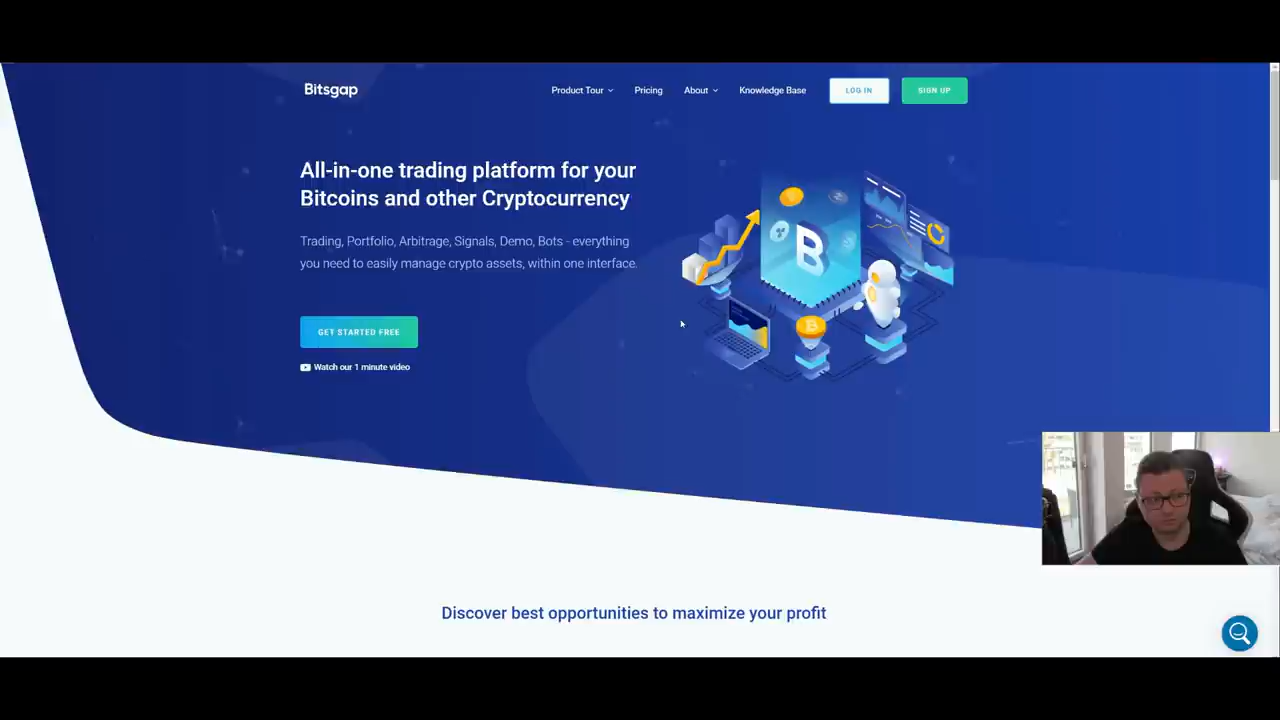 Bitsgap
Product Tour
Pricing
About
Knowledge Base
LOG IN
SIGN UP
All-in-one trading platform for your
Bitcoins and other Cryptocurrency
Trading, Portfolio, Arbitrage, Signals, Demo, Bots - everything
you need to easily manage crypto assets, within one interface.
GET STARTED FREE
Watch our 1 minute video
Discover best opportunities to maximize your profit